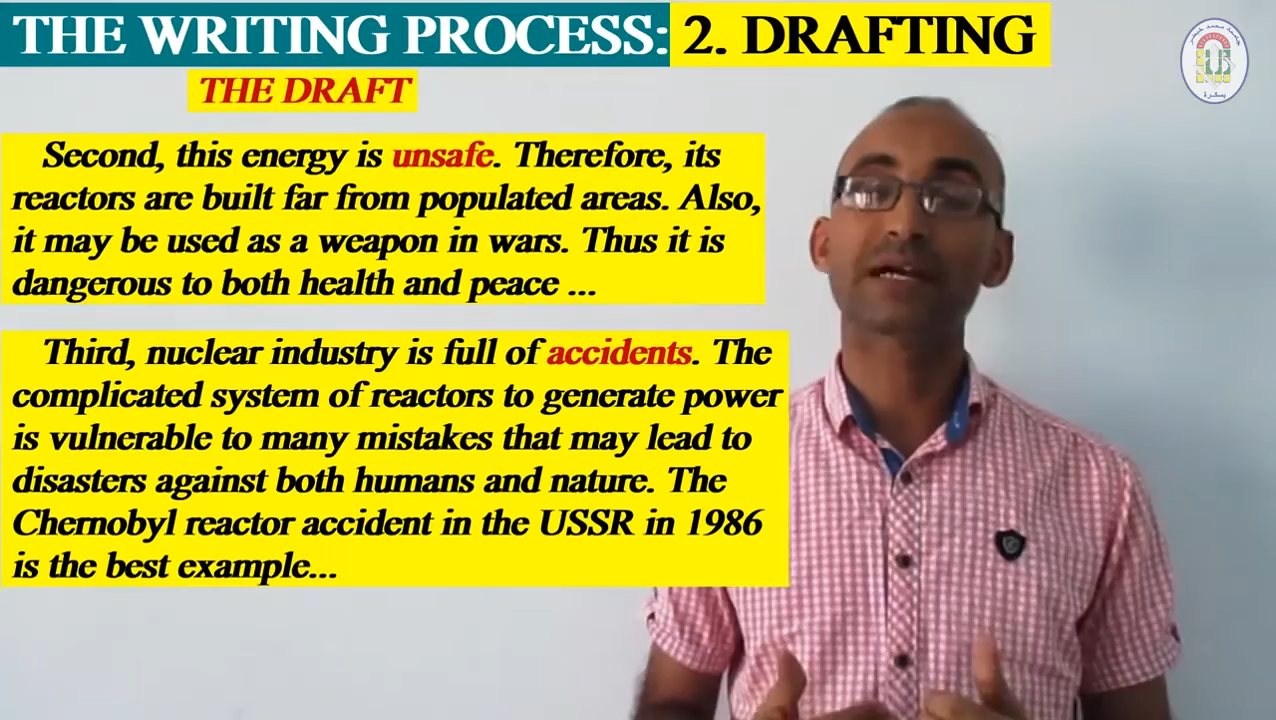 THE WRITING PROCESS: 2. DRAFTING
THE DRAFT
Second, this energy is unsafe. Therefore, its
reactors are built far from populated areas. Also,
it may be used as a weapon in wars. Thus it is
dangerous to both health and peace ...
Third, nuclear industry is full of accidents. The
complicated system of reactors to generate power
is vulnerable to many mistakes that may lead to
disasters against both humans and nature. The
Chernobyl reactor accident in the USSR in 1986
is the best example...
جامعة محمد خيضر
بسكرة